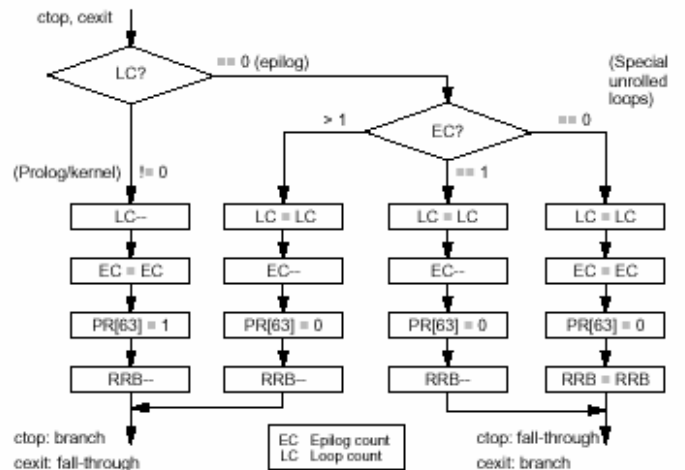 ctop, cexit
LC?
== 0 (epilog)
(Special
unrolled
loops)
> 1
EC?
== 0
(Prolog/kernel)
!= 0
== 1
LC--
LC = LC
LC = LC
LC = LC
EC = EC
EC--
EC--
EC = EC
PR[63] = 1
PR[63] = 0
PR[63] = 0
PR[63] = 0
RRB--
RRB--
RRB--
RRB = RRB
ctop: branch
cexit: fall-through
EC Epilog count
LC Loop count
ctop: fall-through
cexit: branch